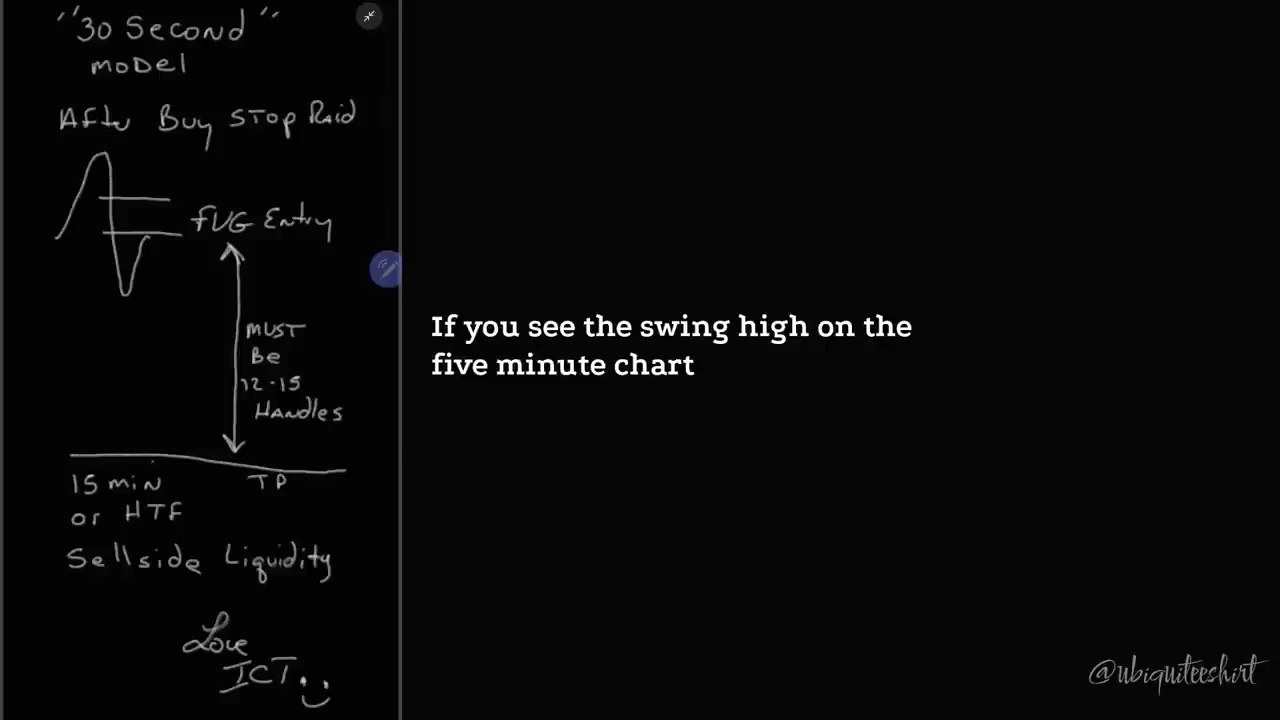 "30 Second"
model
After Buy Stop Raid
FVG Entry
MUST
Be
12-15
HANdles
15 min
TP
or HTF
Sellside Liquidity
Love
ICT
If you see the swing high on the
five minute chart
@ubiquiteeshirt